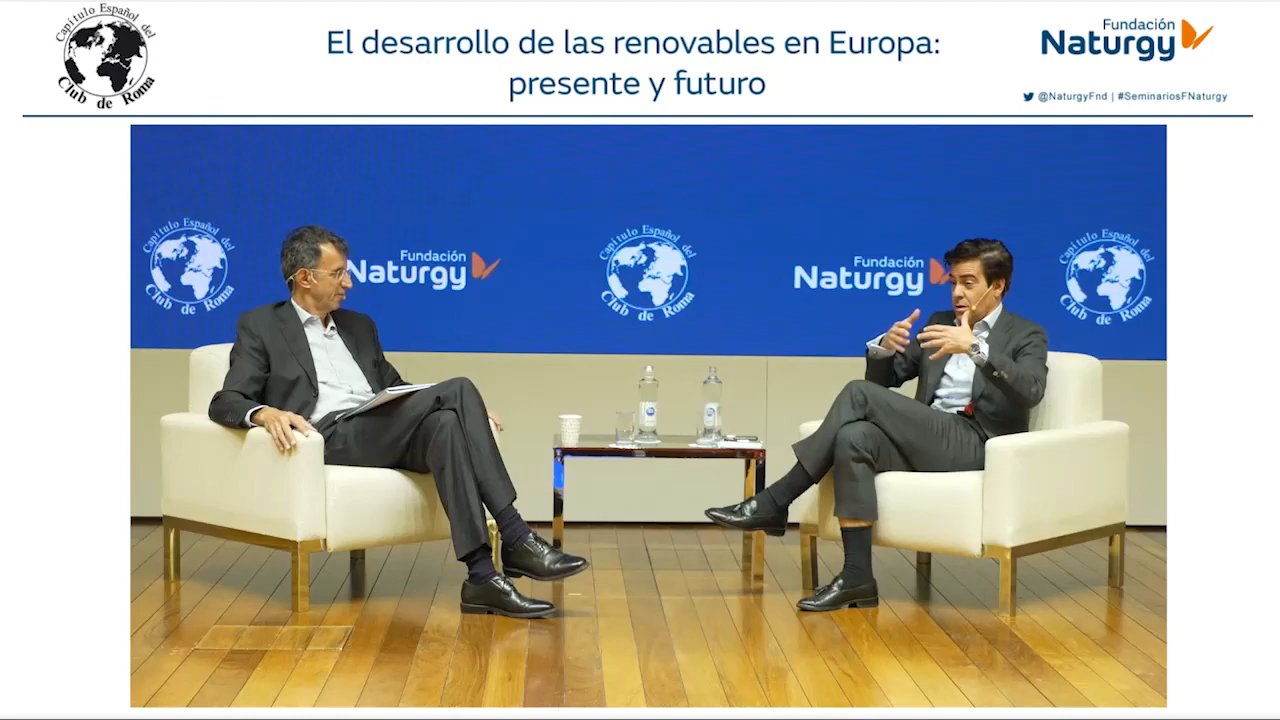 Capítulo Español del
Club de Roma
El desarrollo de las renovables en Europa:
presente y futuro
Fundación
Naturgy
@NaturgyFnd | #SeminariosFNaturgy
Capítulo Español del
Club de Roma
Fundación
Naturgy
Capítulo Español del
Club de Roma
Fundación
Naturgy
Capítulo Español del
Club de Roma